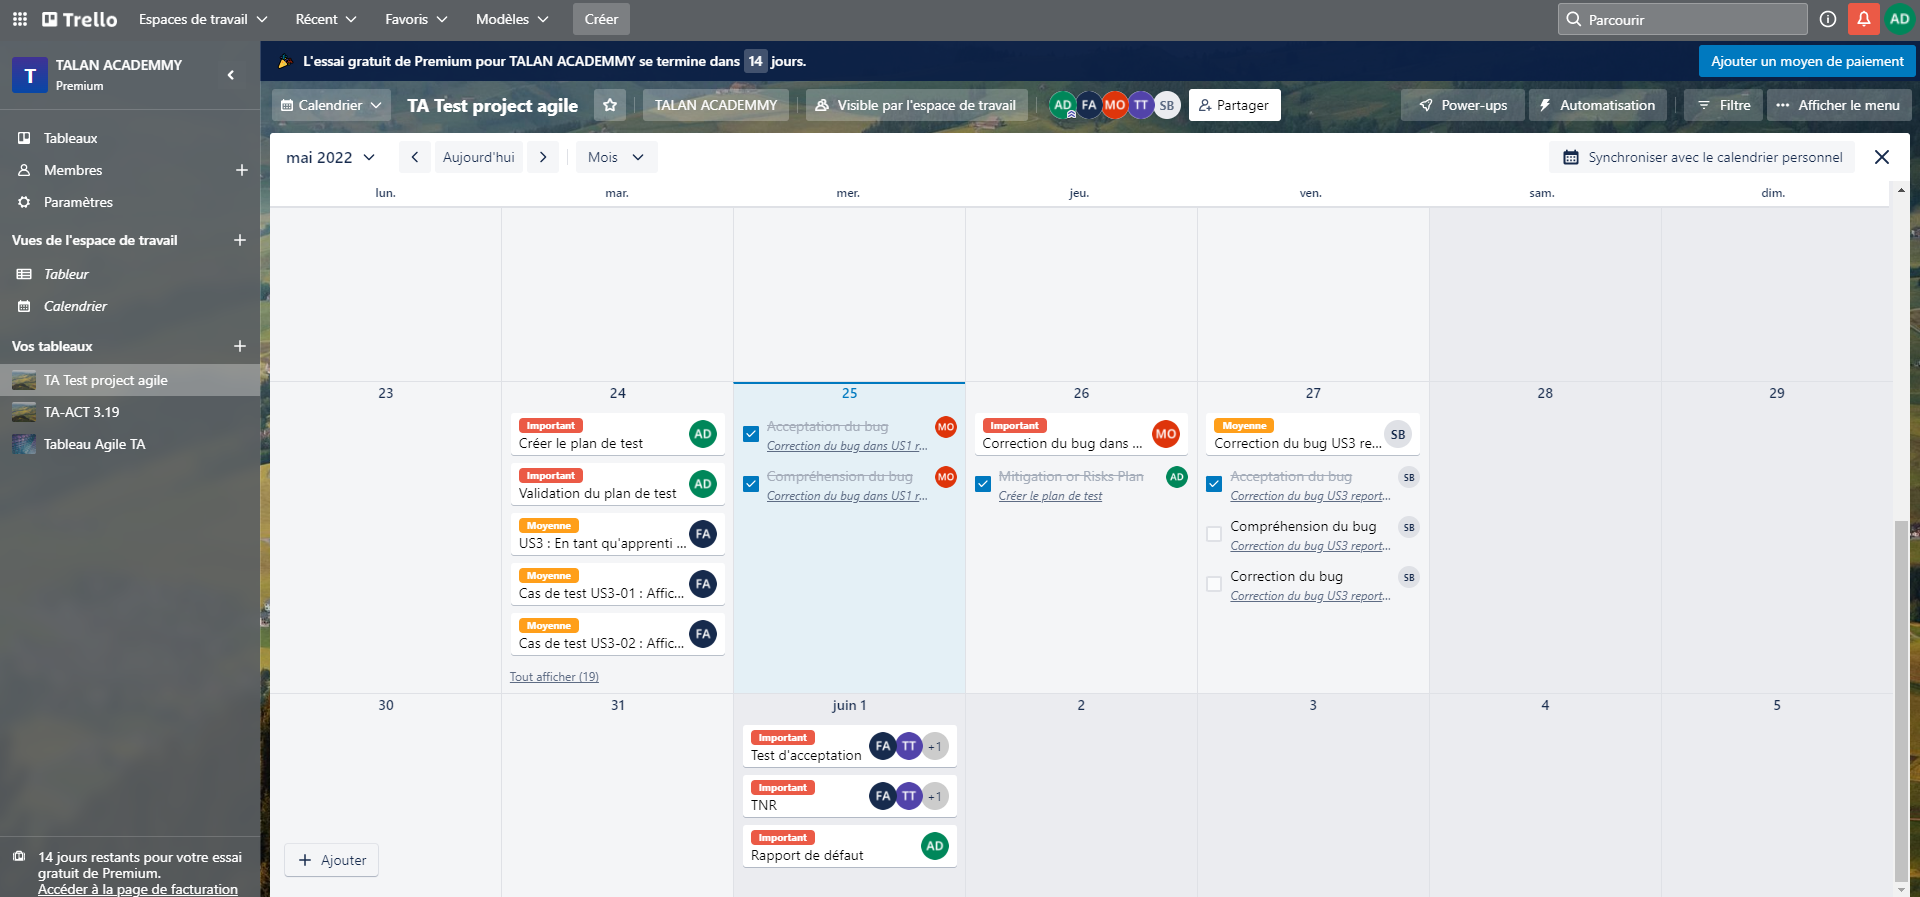 Trello
Espaces de travail
Récent
Favoris
Modèles
Créer
Parcourir
AD
T
TALAN ACADEMMY
Premium
L'essai gratuit de Premium pour TALAN ACADEMMY se termine dans 14 jours.
Ajouter un moyen de paiement
Calendrier
TA Test project agile
TALAN ACADEMMY
Visible par l'espace de travail
AD FA MO TT SB
Partager
Power-ups
Automatisation
Filtre
Afficher le menu
Tableaux
Membres
Paramètres
Vues de l'espace de travail
Tableur
Calendrier
Vos tableaux
TA Test project agile
TA-ACT 3.19
Tableau Agile TA
14 jours restants pour votre essai
gratuit de Premium.
Accéder à la page de facturation
mai 2022
Aujourd'hui
Mois
Synchroniser avec le calendrier personnel
lun. mar. mer. jeu. ven. sam. dim.
23
24
Important
Créer le plan de test
AD
Important
Validation du plan de test
AD
Moyenne
US3 : En tant qu'apprenti ...
FA
Moyenne
Cas de test US3-01 : Affic...
FA
Moyenne
Cas de test US3-02 : Affic...
FA
Tout afficher (19)
25
Acceptation du bug
Correction du bug dans US1 r...
MO
Compréhension du bug
Correction du bug dans US1 r...
MO
26
Important
Correction du bug dans ...
MO
Mitigation or Risks Plan
Créer le plan de test
AD
27
Moyenne
Correction du bug US3 re...
SB
Acceptation du bug
Correction du bug US3 report...
SB
Compréhension du bug
Correction du bug US3 report...
SB
Correction du bug
Correction du bug US3 report...
SB
28
29
30
Ajouter
31
juin 1
Important
Test d'acceptation
FA TT +1
Important
TNR
FA TT +1
Important
Rapport de défaut
AD
2
3
4
5